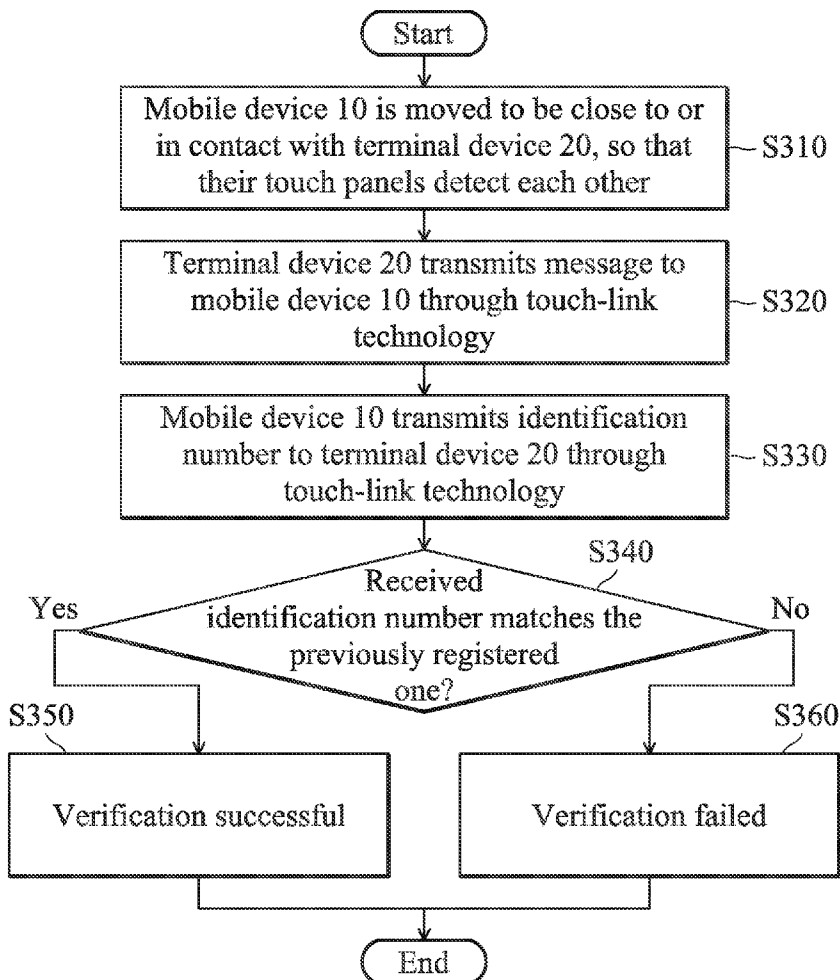 Start
Mobile device 10 is moved to be close to or
in contact with terminal device 20, so that
their touch panels detect each other
S310
Terminal device 20 transmits message to
mobile device 10 through touch-link
technology
S320
Mobile device 10 transmits identification
number to terminal device 20 through
touch-link technology
S330
S340
Received
identification number matches the
previously registered
one?
Yes
No
S350
Verification successful
S360
Verification failed
End